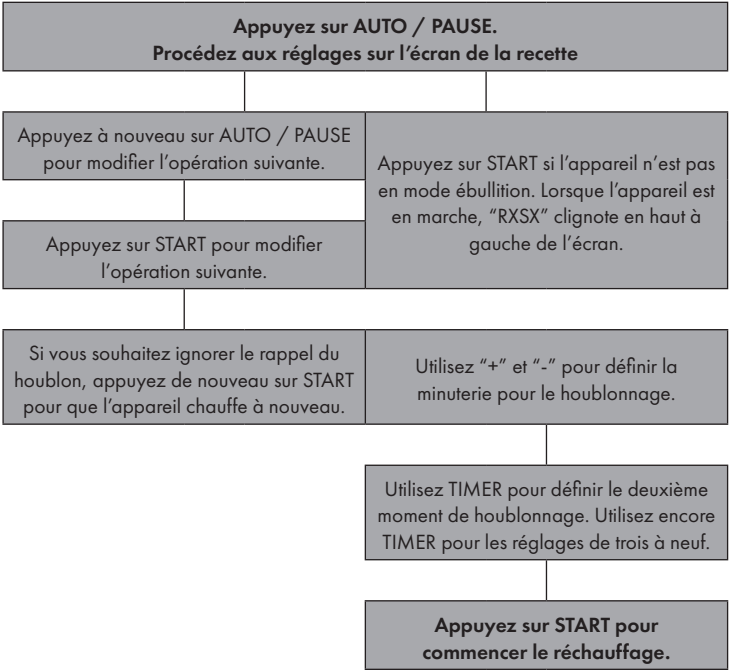 Appuyez sur AUTO / PAUSE.
Procédez aux réglages sur l’écran de la recette
Appuyez à nouveau sur AUTO / PAUSE
pour modifier l’opération suivante.
Appuyez sur START si l’appareil n’est pas
en mode ébullition. Lorsque l’appareil est
en marche, “RXSX” clignote en haut à
gauche de l’écran.
Appuyez sur START pour modifier
l’opération suivante.
Si vous souhaitez ignorer le rappel du
houblon, appuyez de nouveau sur START
pour que l’appareil chauffe à nouveau.
Utilisez “+” et “-” pour définir la
minuterie pour le houblonnage.
Utilisez TIMER pour définir le deuxième
moment de houblonnage. Utilisez encore
TIMER pour les réglages de trois à neuf.
Appuyez sur START pour
commencer le réchauffage.